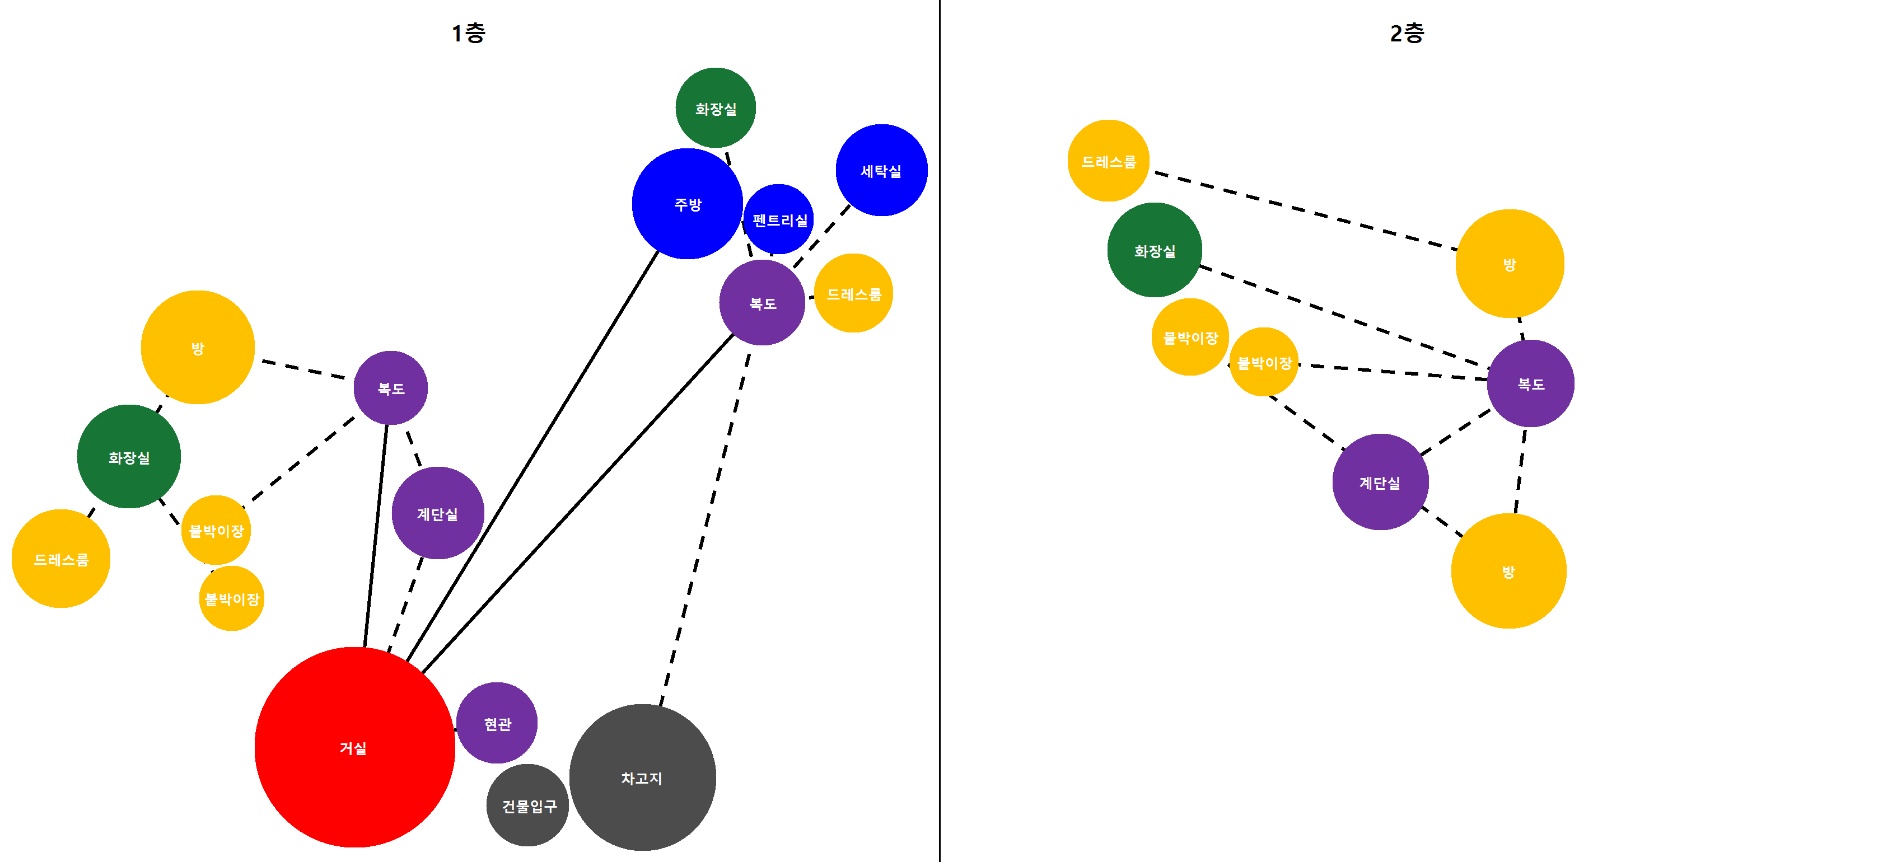 1층
화장실
세탁실
주방
펜트리실
드레스룸
복도
방
복도
화장실
계단실
붙박이장
드레스룸
붙박이장
거실
현관
차고지
건물입구
2층
드레스룸
화장실
방
붙박이장
붙박이장
복도
계단실
방